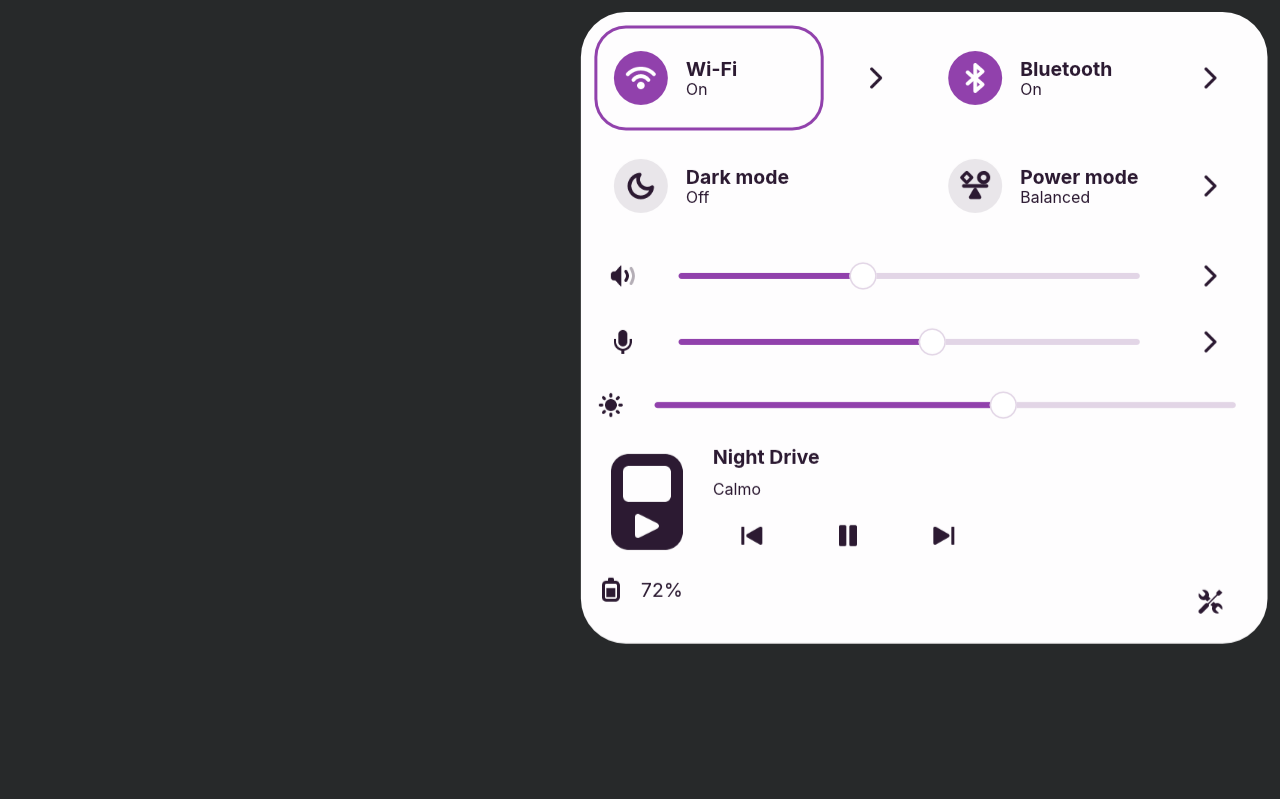 Wi-Fi
On
Bluetooth
On
Dark mode
Off
Power mode
Balanced
Night Drive
Calmo
72%